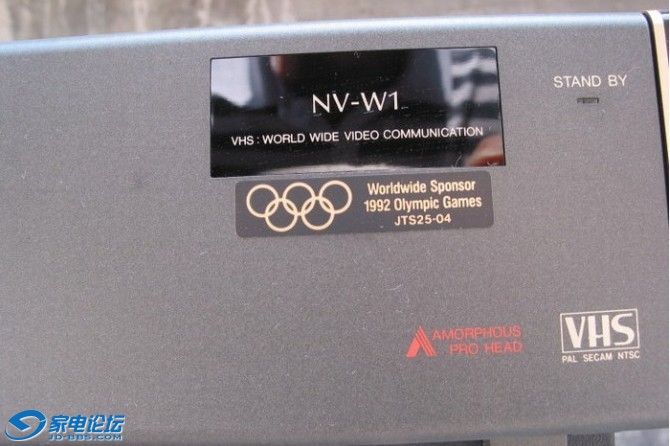 NV-W1
VHS : WORLD WIDE VIDEO COMMUNICATION
STAND BY
Worldwide Sponsor
1992 Olympic Games
JTS25-04
AMORPHOUS
PRO HEAD
VHS
PAL SECAM NTSC
家电论坛
JD-BBS.COM